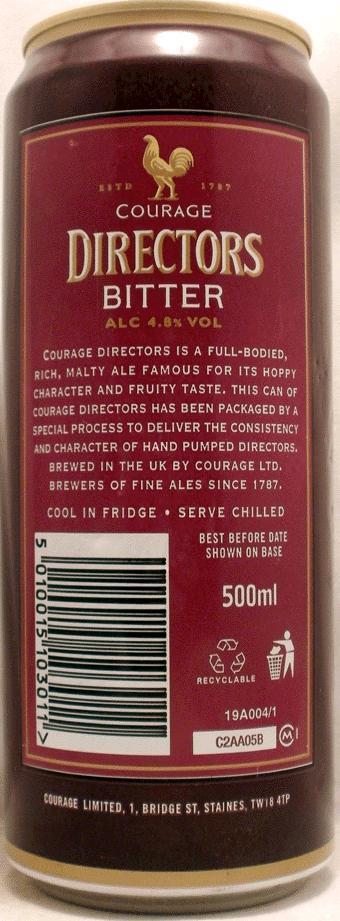 ESTD 1787
COURAGE
DIRECTORS
BITTER
ALC 4.8% VOL
COURAGE DIRECTORS IS A FULL-BODIED,
RICH, MALTY ALE FAMOUS FOR ITS HOPPY
CHARACTER AND FRUITY TASTE. THIS CAN OF
COURAGE DIRECTORS HAS BEEN PACKAGED BY A
SPECIAL PROCESS TO DELIVER THE CONSISTENCY
AND CHARACTER OF HAND PUMPED DIRECTORS.
BREWED IN THE UK BY COURAGE LTD.
BREWERS OF FINE ALES SINCE 1787.
COOL IN FRIDGE • SERVE CHILLED
BEST BEFORE DATE
SHOWN ON BASE
500ml
RECYCLABLE
19A004/1
C2AA05B M I
5 010015 103011 >
COURAGE LIMITED, 1, BRIDGE ST, STAINES, TW18 4TP